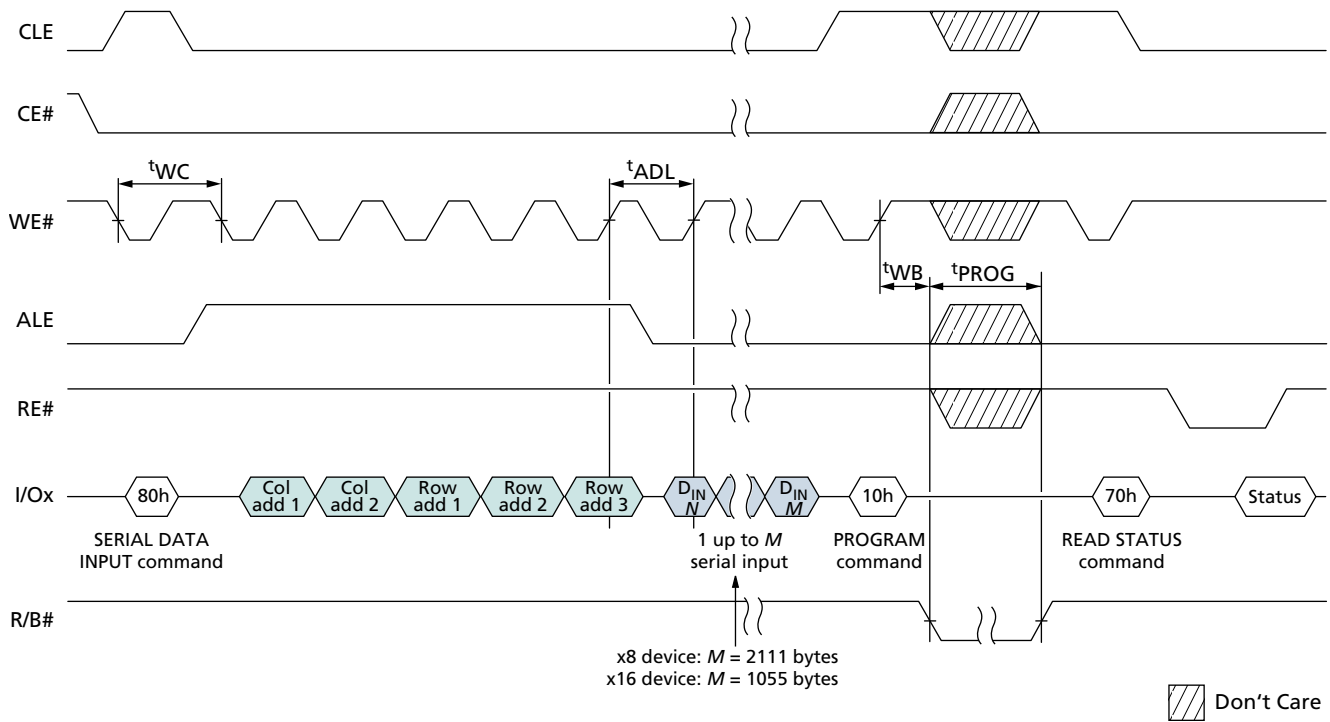 CLE
CE#
tWC
tADL
WE#
tWB
tPROG
ALE
RE#
I/Ox
80h
Col
add 1
Col
add 2
Row
add 1
Row
add 2
Row
add 3
DIN
N
DIN
M
10h
70h
Status
SERIAL DATA
INPUT command
1 up to M
serial input
PROGRAM
command
READ STATUS
command
R/B#
x8 device: M = 2111 bytes
x16 device: M = 1055 bytes
Don't Care